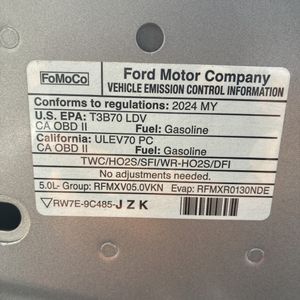 FoMoCo
Ford Motor Company
VEHICLE EMISSION CONTROL INFORMATION
Conforms to regulations: 2024 MY
U.S. EPA: T3B70 LDV
CA OBD II Fuel: Gasoline
California: ULEV70 PC
CA OBD II Fuel: Gasoline
TWC/HO2S/SFI/WR-HO2S/DFI
No adjustments needed.
5.0L- Group: RFMXV05.0VKN Evap: RFMXR0130NDE
RW7E-9C485-JZK